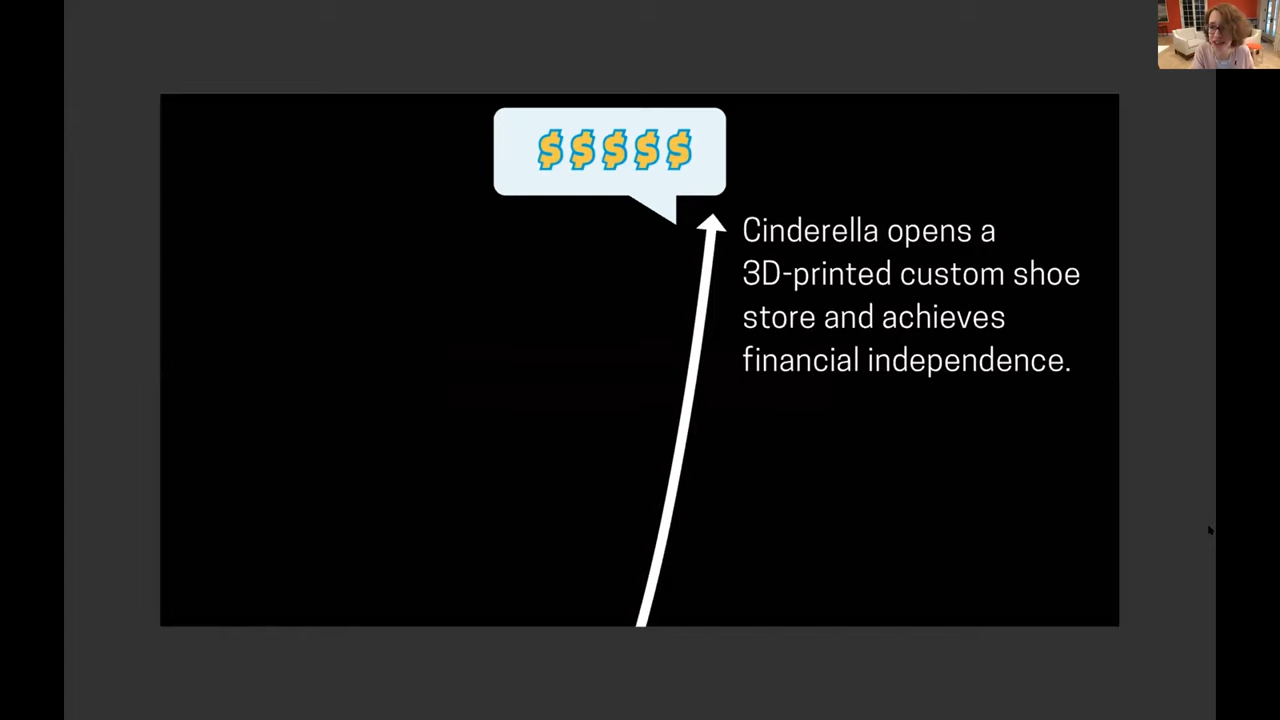 $$$$$
Cinderella opens a
3D-printed custom shoe
store and achieves
financial independence.